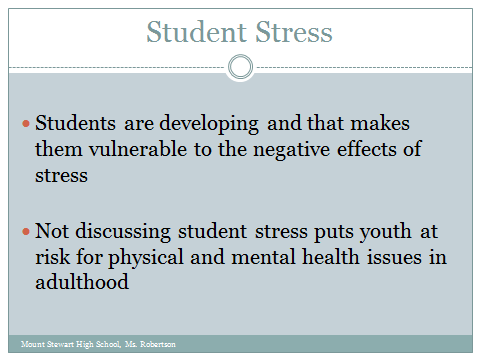 Student Stress
• Students are developing and that makes
them vulnerable to the negative effects of
stress
• Not discussing student stress puts youth at
risk for physical and mental health issues in
adulthood
Mount Stewart High School, Ms. Robertson